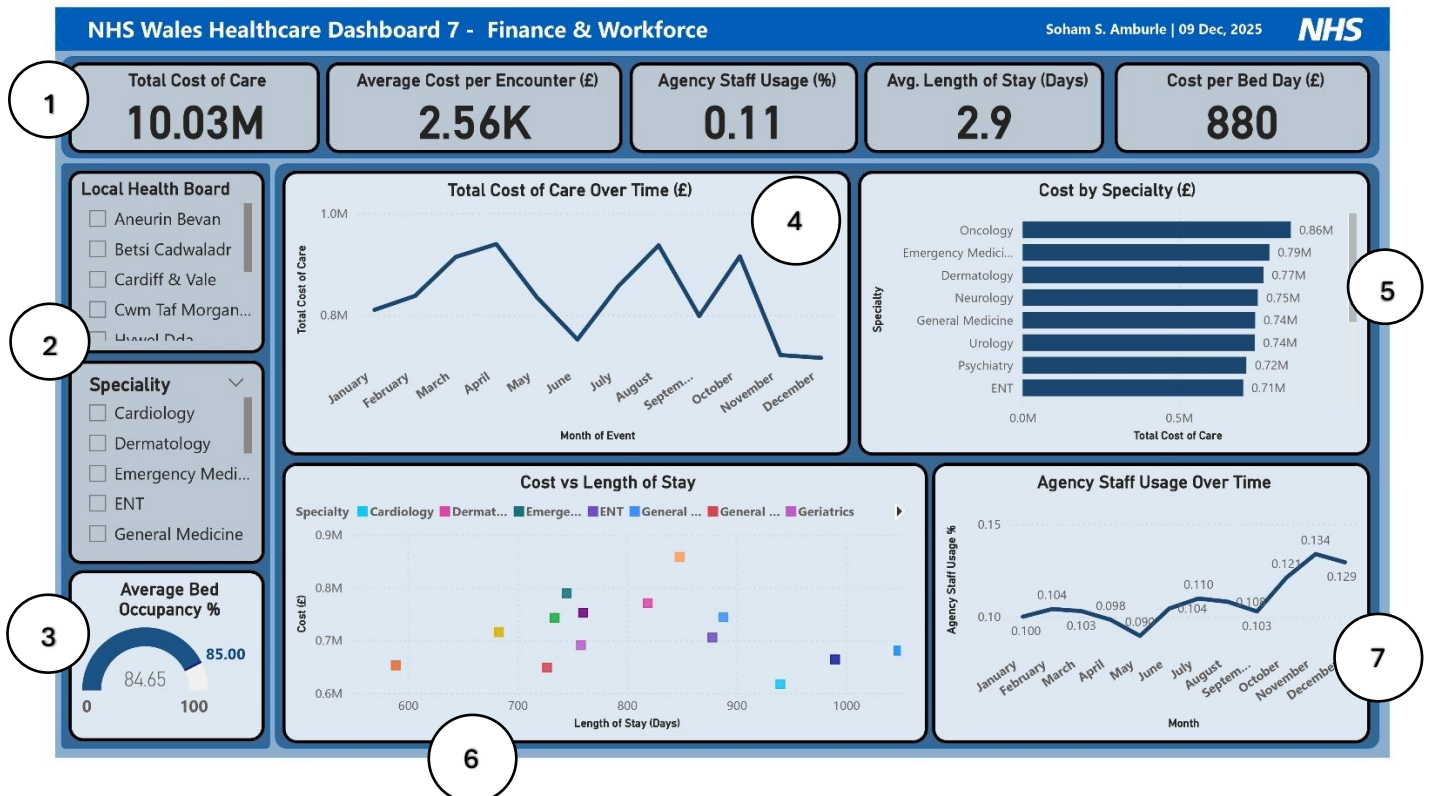 NHS Wales Healthcare Dashboard 7 - Finance & Workforce
Soham S. Amburle | 09 Dec, 2025
NHS
1
Total Cost of Care
10.03M
Average Cost per Encounter (£)
2.56K
Agency Staff Usage (%)
0.11
Avg. Length of Stay (Days)
2.9
Cost per Bed Day (£)
880
Local Health Board
Aneurin Bevan
Betsi Cadwaladr
Cardiff & Vale
Cwm Taf Morgan...
Hywel Dda
2
Speciality
Cardiology
Dermatology
Emergency Medi...
ENT
General Medicine
3
Average Bed
Occupancy %
85.00
84.65
0
100
Total Cost of Care Over Time (£)
4
1.0M
0.8M
Total Cost of Care
January
February
March
April
May
June
July
August
Septem...
October
November
December
Month of Event
Cost by Specialty (£)
5
Specialty
Oncology 0.86M
Emergency Medici... 0.79M
Dermatology 0.77M
Neurology 0.75M
General Medicine 0.74M
Urology 0.74M
Psychiatry 0.72M
ENT 0.71M
0.0M
0.5M
Total Cost of Care
Cost vs Length of Stay
Specialty Cardiology Dermat... Emerge... ENT General ... General ... Geriatrics
0.9M
0.8M
0.7M
0.6M
Cost (£)
600
700
800
900
1000
Length of Stay (Days)
6
Agency Staff Usage Over Time
7
0.15
0.10
Agency Staff Usage %
0.100
0.104
0.103
0.098
0.090
0.104
0.110
0.108
0.103
0.121
0.134
0.129
January
February
March
April
May
June
July
August
Septem...
October
November
Decembe
Month